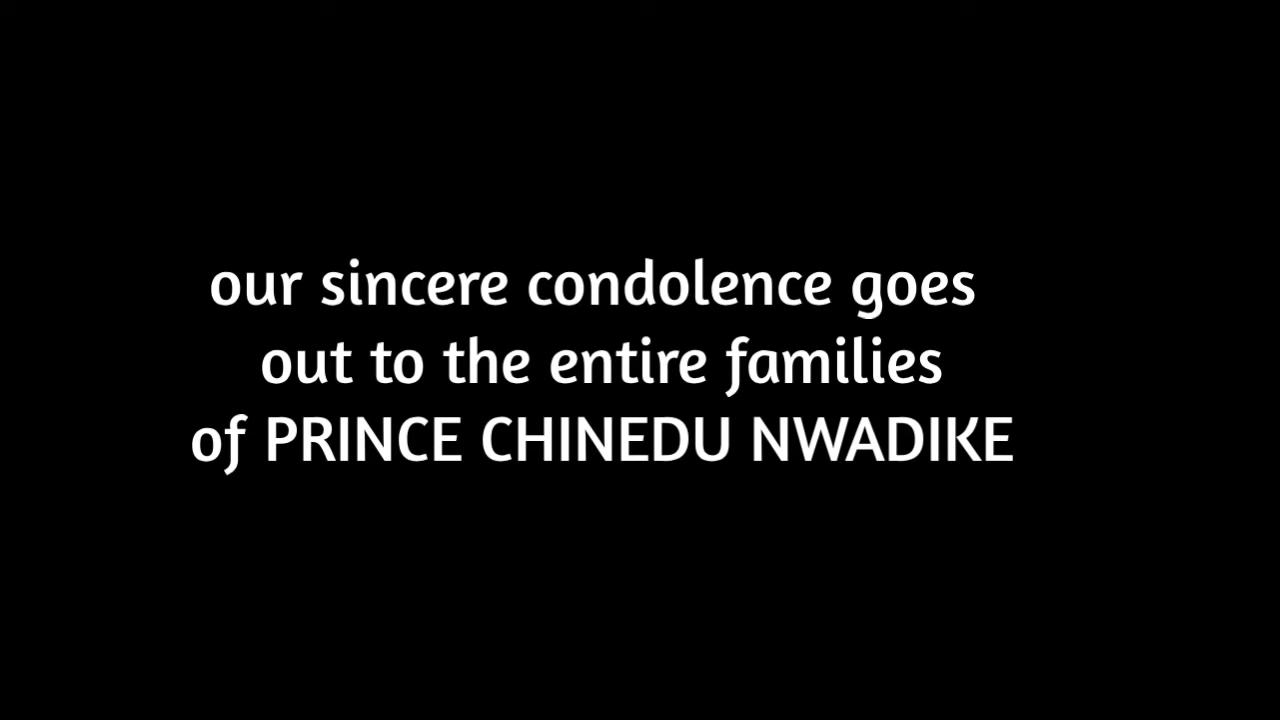 our sincere condolence goes
out to the entire families
of PRINCE CHINEDU NWADIKE